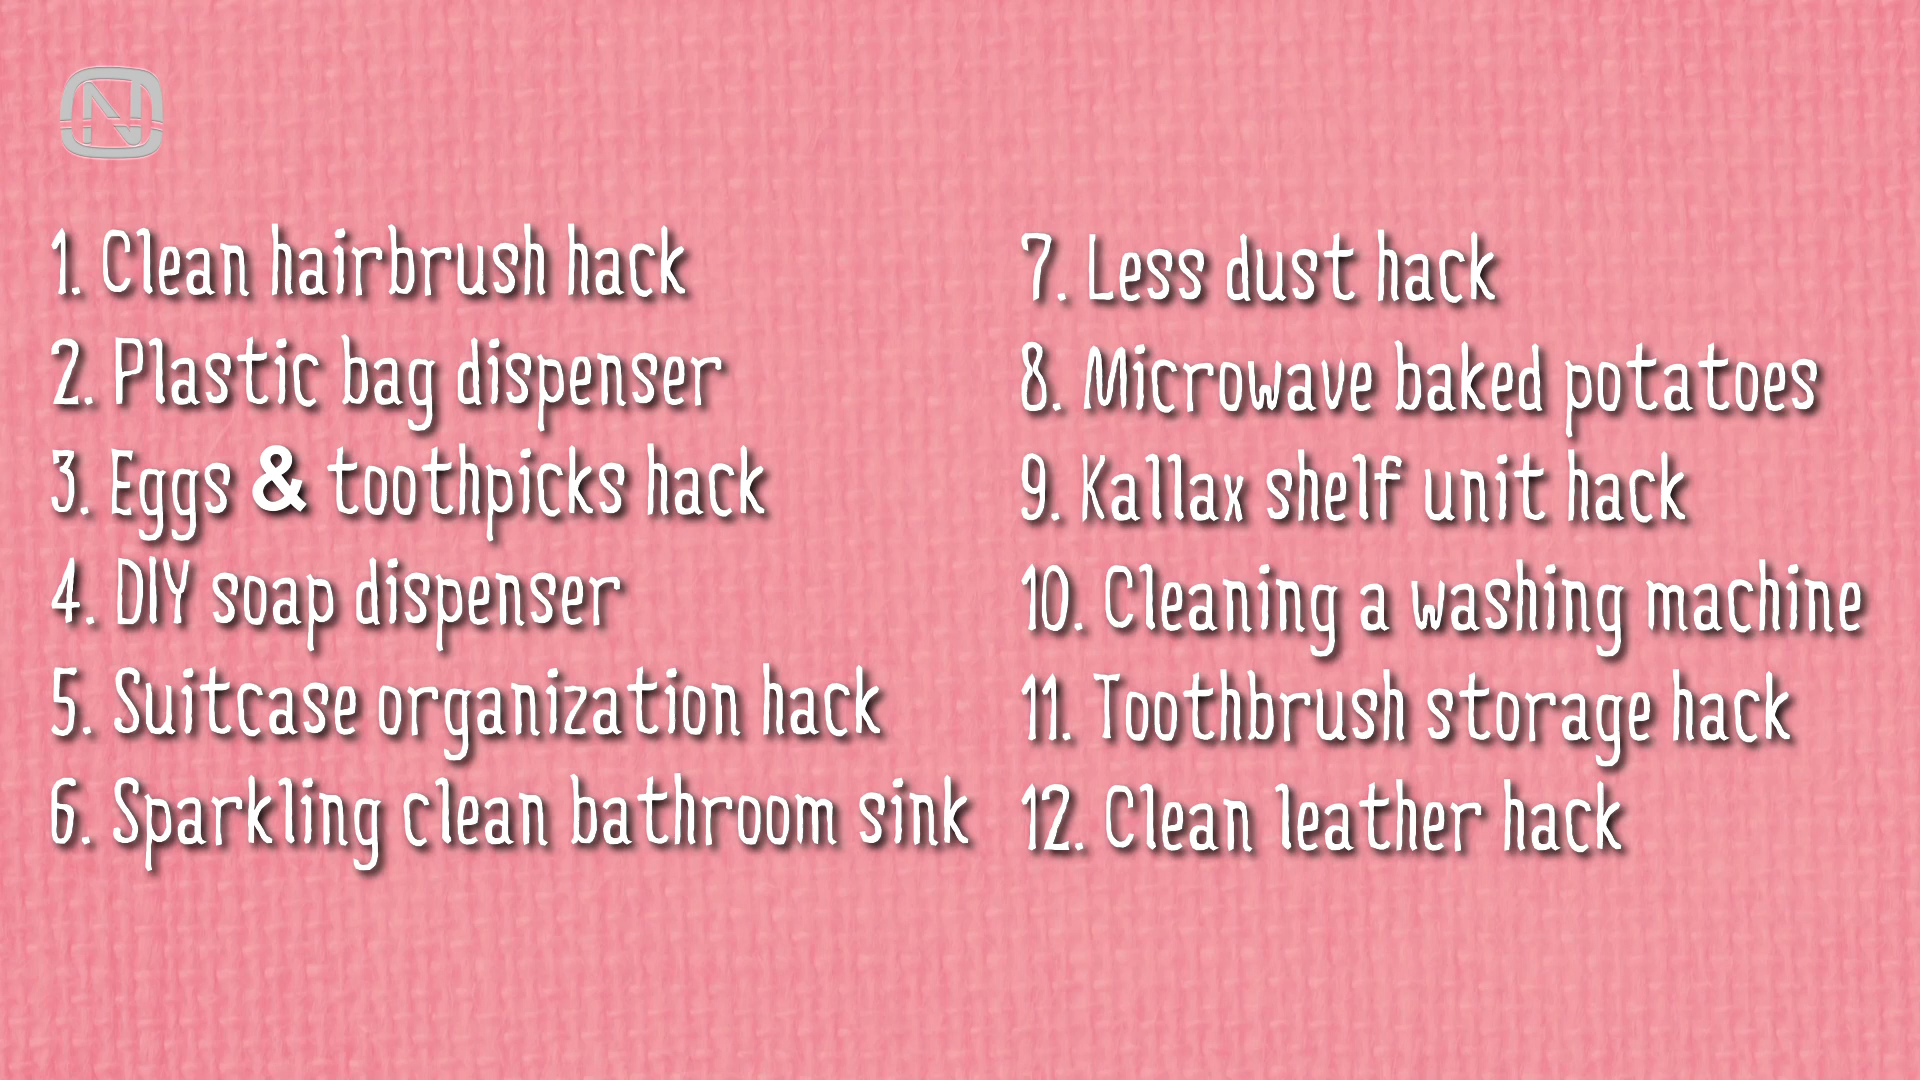 N
1. Clean hairbrush hack
2. Plastic bag dispenser
3. Eggs & toothpicks hack
4. DIY soap dispenser
5. Suitcase organization hack
6. Sparkling clean bathroom sink
7. Less dust hack
8. Microwave baked potatoes
9. Kallax shelf unit hack
10. Cleaning a washing machine
11. Toothbrush storage hack
12. Clean leather hack